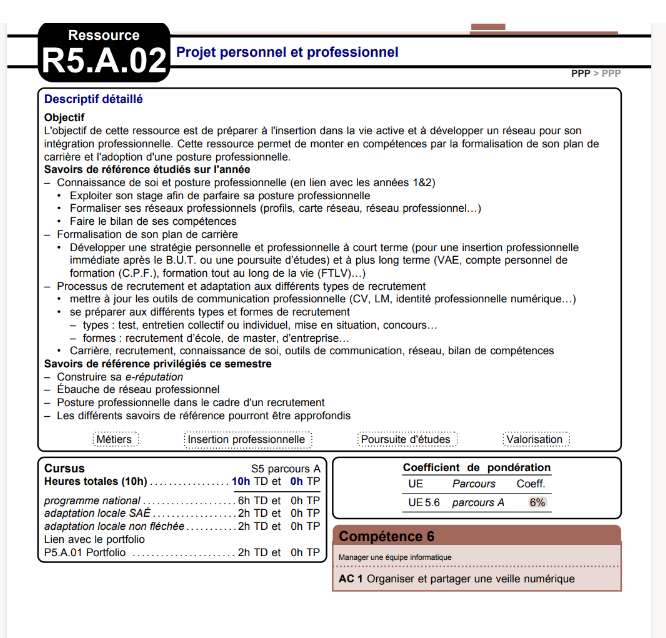 Ressource
R5.A.02
Projet personnel et professionnel
PPP > PPP
Descriptif détaillé
Objectif
L'objectif de cette ressource est de préparer à l'insertion dans la vie active et à développer un réseau pour son
intégration professionnelle. Cette ressource permet de monter en compétences par la formalisation de son plan de
carrière et l'adoption d'une posture professionnelle.
Savoirs de référence étudiés sur l'année
– Connaissance de soi et posture professionnelle (en lien avec les années 1&2)
• Exploiter son stage afin de parfaire sa posture professionnelle
• Formaliser ses réseaux professionnels (profils, carte réseau, réseau professionnel…)
• Faire le bilan de ses compétences
– Formalisation de son plan de carrière
• Développer une stratégie personnelle et professionnelle à court terme (pour une insertion professionnelle
immédiate après le B.U.T. ou une poursuite d'études) et à plus long terme (VAE, compte personnel de
formation (C.P.F.), formation tout au long de la vie (FTLV)…)
– Processus de recrutement et adaptation aux différents types de recrutement
• mettre à jour les outils de communication professionnelle (CV, LM, identité professionnelle numérique…)
• se préparer aux différents types et formes de recrutement
– types : test, entretien collectif ou individuel, mise en situation, concours…
– formes : recrutement d'école, de master, d'entreprise…
• Carrière, recrutement, connaissance de soi, outils de communication, réseau, bilan de compétences
Savoirs de référence privilégiés ce semestre
– Construire sa e-réputation
– Ébauche de réseau professionnel
– Posture professionnelle dans le cadre d'un recrutement
– Les différents savoirs de référence pourront être approfondis
Métiers Insertion professionnelle Poursuite d'études Valorisation
Cursus S5 parcours A
Heures totales (10h) ................ 10h TD et 0h TP
programme national ................ 6h TD et 0h TP
adaptation locale SAÉ ............. 2h TD et 0h TP
adaptation locale non fléchée .......... 2h TD et 0h TP
Lien avec le portfolio
P5.A.01 Portfolio .................. 2h TD et 0h TP
Coefficient de pondération
UE Parcours Coeff.
UE 5.6 parcours A 6%
Compétence 6
Manager une équipe informatique
AC 1 Organiser et partager une veille numérique